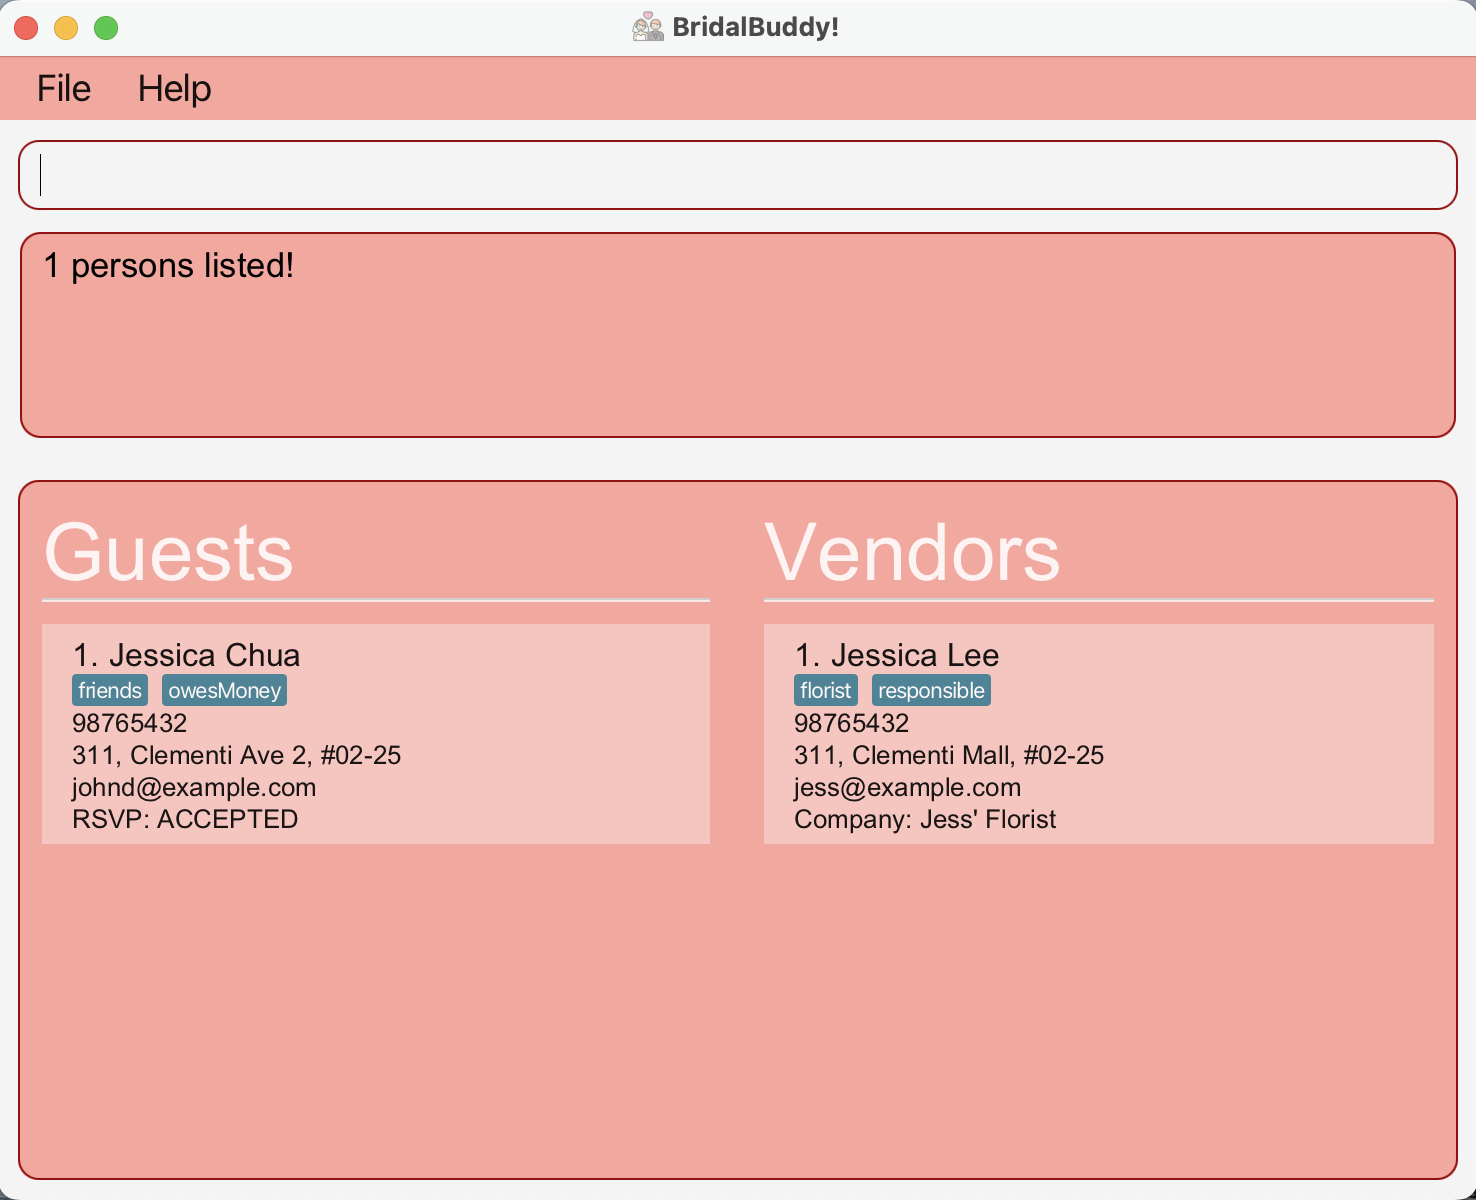 BridalBuddy!
File Help
1 persons listed!
Guests
1. Jessica Chua
friends owesMoney
98765432
311, Clementi Ave 2, #02-25
johnd@example.com
RSVP: ACCEPTED
Vendors
1. Jessica Lee
florist responsible
98765432
311, Clementi Mall, #02-25
jess@example.com
Company: Jess' Florist